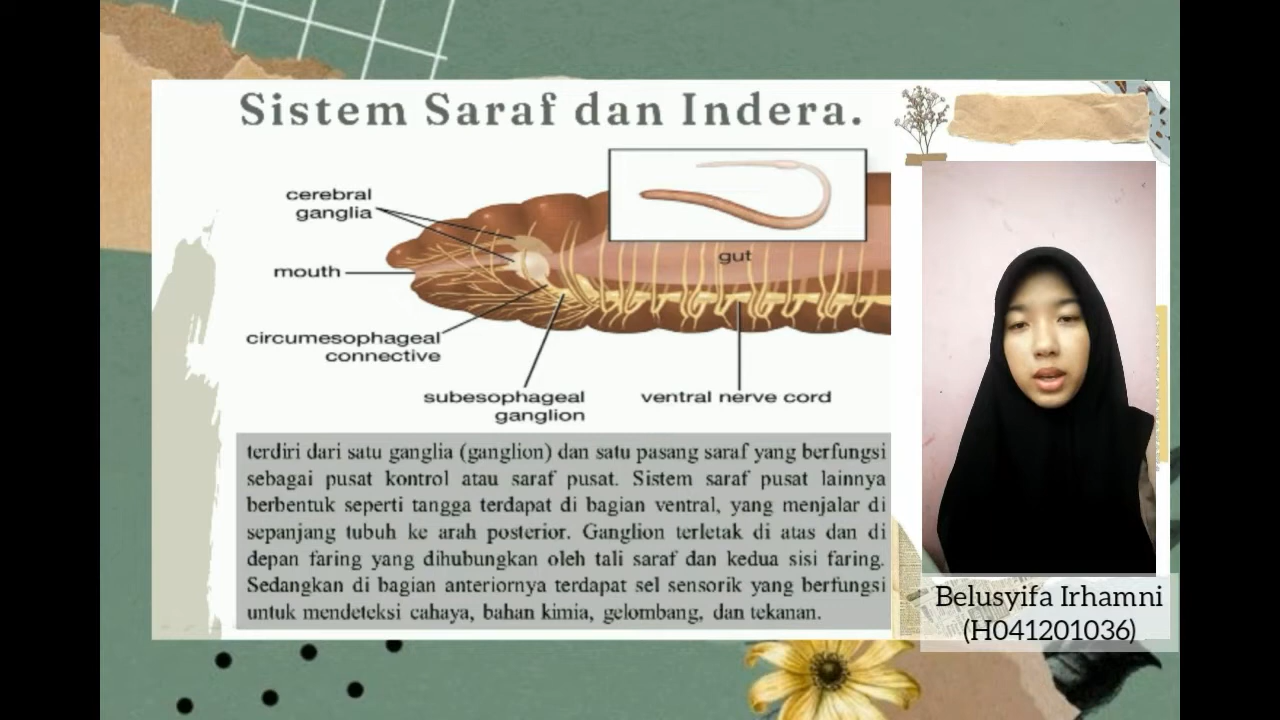 Sistem Saraf dan Indera.
cerebral
ganglia
mouth
gut
circumesophageal
connective
subesophageal
ganglion
ventral nerve cord
terdiri dari satu ganglia (ganglion) dan satu pasang saraf yang berfungsi
sebagai pusat kontrol atau saraf pusat. Sistem saraf pusat lainnya
berbentuk seperti tangga terdapat di bagian ventral, yang menjalar di
sepanjang tubuh ke arah posterior. Ganglion terletak di atas dan di
depan faring yang dihubungkan oleh tali saraf dan kedua sisi faring.
Sedangkan di bagian anteriornya terdapat sel sensorik yang berfungsi
untuk mendeteksi cahaya, bahan kimia, gelombang, dan tekanan.
Belusyifa Irhamni
(H041201036)